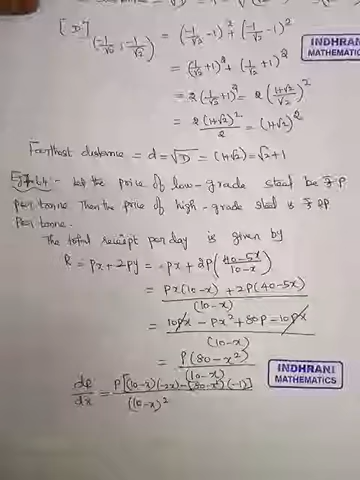 [D](-1/√2, -1/√2) = (-1/√2 -1)² + (-1/√2 -1)²
= (1/√2 +1)² + (1/√2 +1)²
INDHRANI
MATHEMATICS
= 2(1/√2 +1)² = 2((1+√2)/√2)²
= 2(1+√2)²/2 = (1+√2)²
Farthest distance = d = √D = (1+√2) = √2+1
let the price of low-grade steel be ₹ P
per tonne. Then the price of high-grade steel is ₹ 2P
per tonne.
The total receipt per day is given by
R = Px + 2Py = Px + 2P((40-5x)/(10-x))
= (Px(10-x) + 2P(40-5x))/(10-x)
= (10Px - Px² + 80P - 10Px)/(10-x)
= P(80-x²)/(10-x)
dp/dx = P[(10-x)(-2x) - (80-x²)(-1)]/(10-x)²
INDHRANI
MATHEMATICS